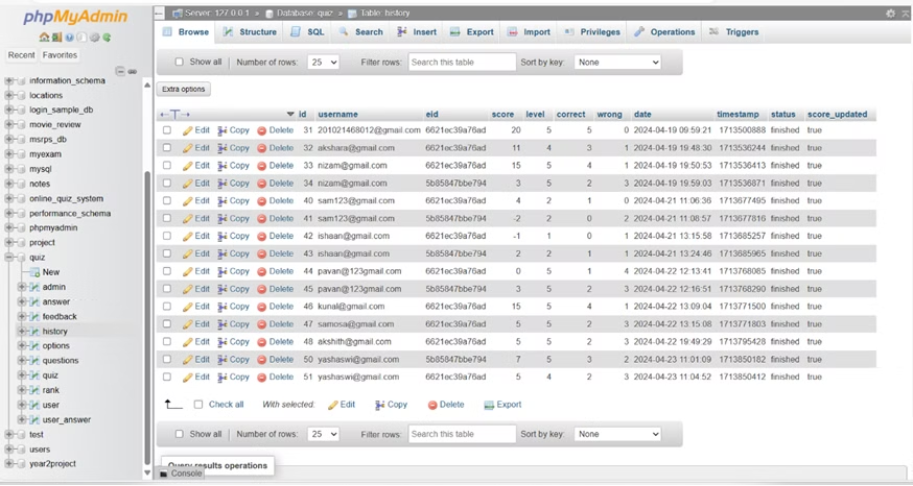 phpMyAdmin
Recent Favorites
information_schema
locations
login_sample_db
movie_review
msrps_db
myexam
mysql
notes
online_quiz_system
performance_schema
phpmyadmin
project
quiz
New
admin
answer
feedback
history
options
questions
quiz
rank
user
user_answer
test
users
year2project
Server: 127.0.0.1 » Database: quiz » Table: history
Browse Structure SQL Search Insert Export Import Privileges Operations Triggers
Show all Number of rows: 25 Filter rows: Search this table Sort by key: None
Extra options
id username eid score level correct wrong date timestamp status score_updated
Edit Copy Delete 31 201021468012@gmail.com 6621ec39a76ad 20 5 5 0 2024-04-19 09:59:21 1713500888 finished true
Edit Copy Delete 32 akshara@gmail.com 6621ec39a76ad 11 4 3 1 2024-04-19 19:48:30 1713536244 finished true
Edit Copy Delete 33 nizam@gmail.com 6621ec39a76ad 15 5 4 1 2024-04-19 19:50:53 1713536413 finished true
Edit Copy Delete 34 nizam@gmail.com 5b85847bbe794 3 5 2 3 2024-04-19 19:59:03 1713536871 finished true
Edit Copy Delete 40 sam123@gmail.com 6621ec39a76ad 4 2 1 0 2024-04-21 11:06:36 1713677495 finished true
Edit Copy Delete 41 sam123@gmail.com 5b85847bbe794 -2 2 0 2 2024-04-21 11:08:57 1713677816 finished true
Edit Copy Delete 42 ishaan@gmail.com 6621ec39a76ad -1 1 0 1 2024-04-21 13:15:58 1713685257 finished true
Edit Copy Delete 43 ishaan@gmail.com 5b85847bbe794 2 2 1 1 2024-04-21 13:24:46 1713685965 finished true
Edit Copy Delete 44 pavan@123gmail.com 6621ec39a76ad 0 5 1 4 2024-04-22 12:13:41 1713768085 finished true
Edit Copy Delete 45 pavan@123gmail.com 5b85847bbe794 3 5 2 3 2024-04-22 12:16:51 1713768290 finished true
Edit Copy Delete 46 kunal@gmail.com 6621ec39a76ad 15 5 4 1 2024-04-22 13:09:04 1713771500 finished true
Edit Copy Delete 47 samosa@gmail.com 6621ec39a76ad 5 5 2 3 2024-04-22 13:15:08 1713771803 finished true
Edit Copy Delete 48 akshith@gmail.com 6621ec39a76ad 5 5 2 3 2024-04-22 19:49:29 1713795428 finished true
Edit Copy Delete 50 yashaswi@gmail.com 5b85847bbe794 7 5 3 2 2024-04-23 11:01:09 1713850182 finished true
Edit Copy Delete 51 yashaswi@gmail.com 6621ec39a76ad 5 4 2 3 2024-04-23 11:04:52 1713850412 finished true
Check all With selected: Edit Copy Delete Export
Show all Number of rows: 25 Filter rows: Search this table Sort by key: None
Query results operations
Console